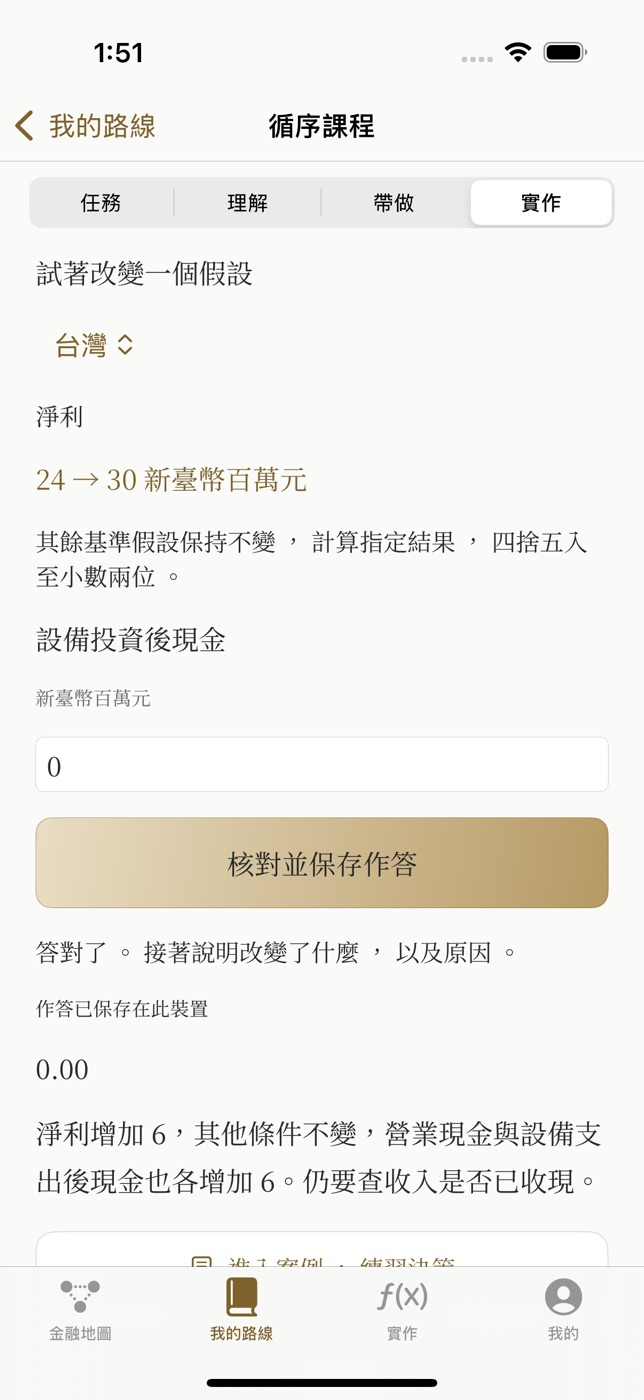 1:51
我的路線
循序課程
任務
理解
帶做
實作
試著改變一個假設
台灣
淨利
24 → 30 新臺幣百萬元
其餘基準假設保持不變 ， 計算指定結果 ， 四捨五入
至小數兩位 。
設備投資後現金
新臺幣百萬元
0
核對並保存作答
答對了 。 接著說明改變了什麼 ， 以及原因 。
作答已保存在此裝置
0.00
淨利增加 6，其他條件不變，營業現金與設備支
出後現金也各增加 6。仍要查收入是否已收現。
金融地圖
我的路線
f(x)
實作
我的